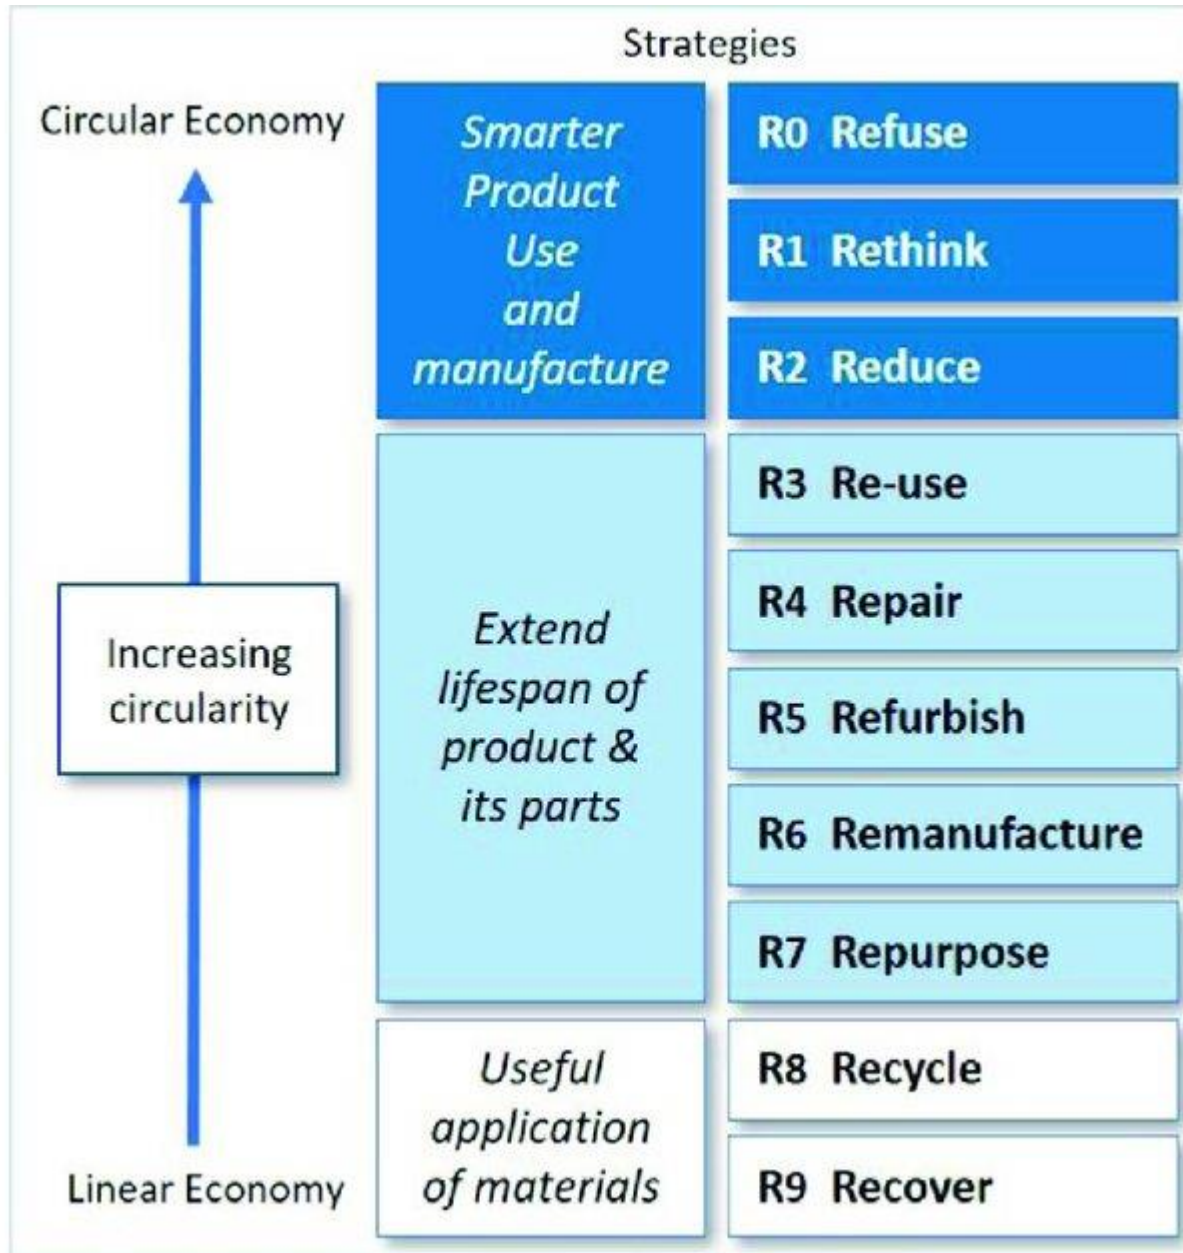 Strategies
Circular Economy
Increasing
circularity
Linear Economy
Smarter
Product
Use
and
manufacture
R0 Refuse
R1 Rethink
R2 Reduce
Extend
lifespan of
product &
its parts
R3 Re-use
R4 Repair
R5 Refurbish
R6 Remanufacture
R7 Repurpose
Useful
application
of materials
R8 Recycle
R9 Recover